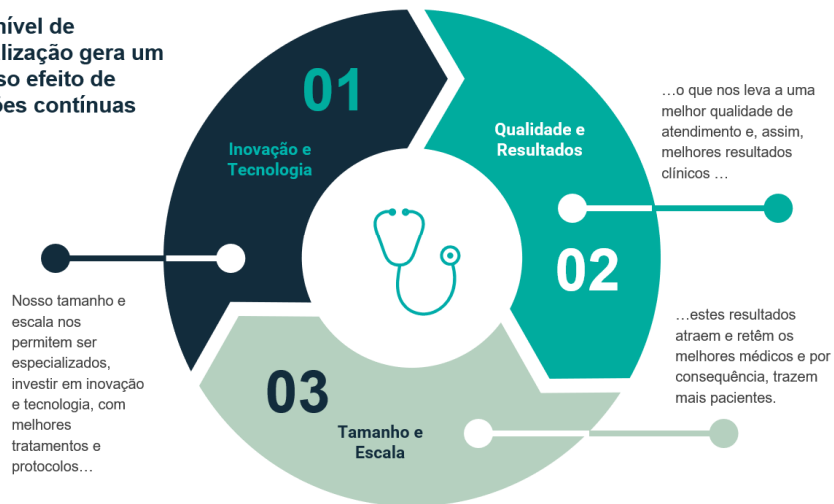 nível de
lização gera um
so efeito de
ões contínuas
01
Inovação e
Tecnologia
Nosso tamanho e
escala nos
permitem ser
especializados,
investir em inovação
e tecnologia, com
melhores
tratamentos e
protocolos…
Qualidade e
Resultados
02
…o que nos leva a uma
melhor qualidade de
atendimento e, assim,
melhores resultados
clínicos …
03
Tamanho e
Escala
…estes resultados
atraem e retêm os
melhores médicos e por
consequência, trazem
mais pacientes.